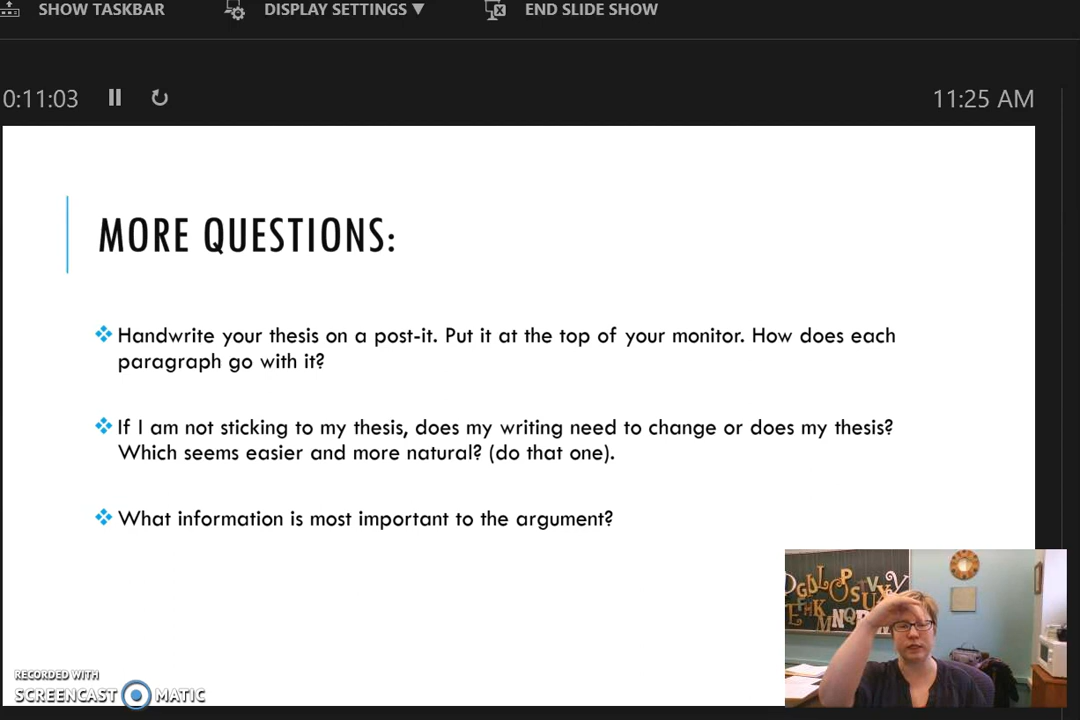 SHOW TASKBAR DISPLAY SETTINGS ▼ END SLIDE SHOW
0:11:03 11:25 AM
MORE QUESTIONS:
❖ Handwrite your thesis on a post-it. Put it at the top of your monitor. How does each
paragraph go with it?
❖ If I am not sticking to my thesis, does my writing need to change or does my thesis?
Which seems easier and more natural? (do that one).
❖ What information is most important to the argument?
RECORDED WITH
SCREENCAST MATIC